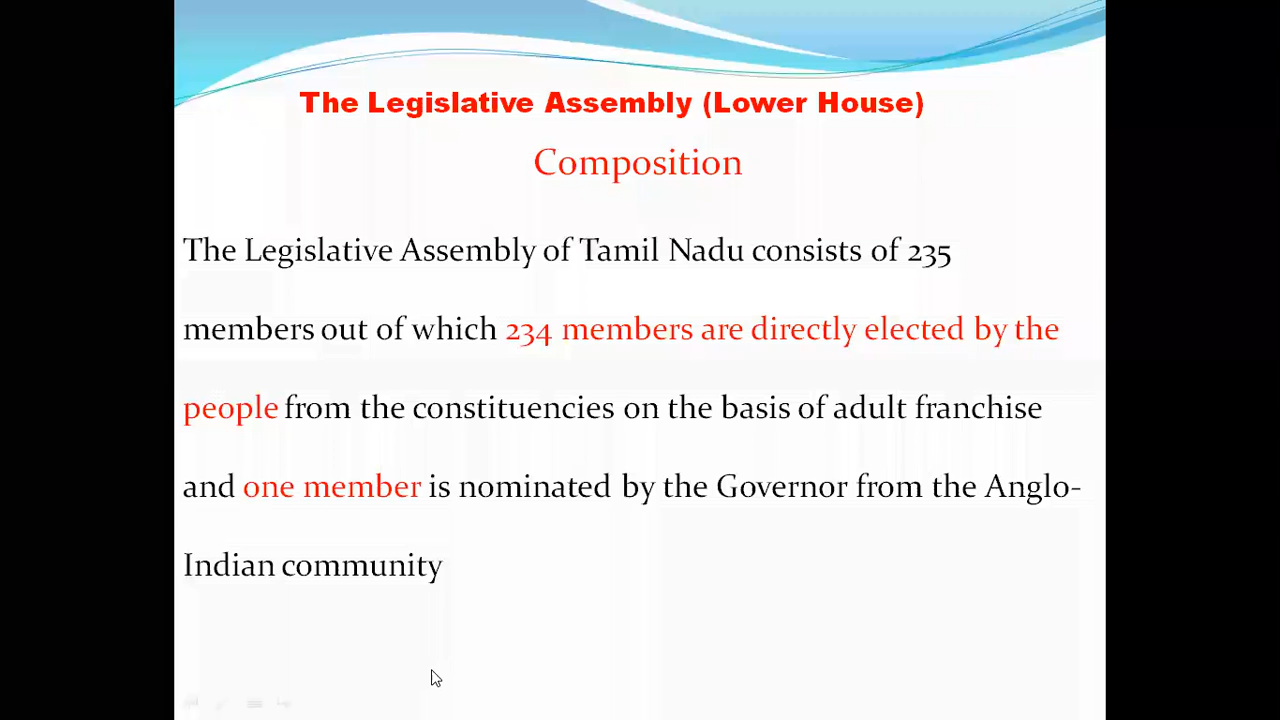 The Legislative Assembly (Lower House)
Composition
The Legislative Assembly of Tamil Nadu consists of 235
members out of which 234 members are directly elected by the
people from the constituencies on the basis of adult franchise
and one member is nominated by the Governor from the Anglo-
Indian community